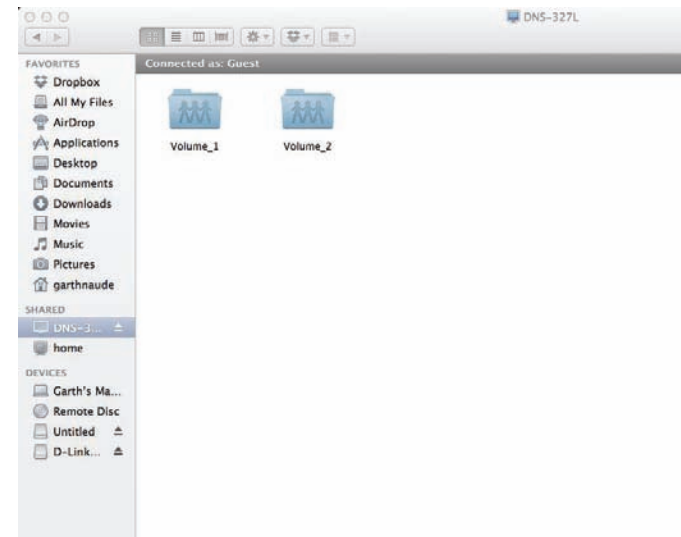 DNS-327L
FAVORITES
Dropbox
All My Files
AirDrop
Applications
Desktop
Documents
Downloads
Movies
Music
Pictures
garthnaude
SHARED
DNS-3...
home
DEVICES
Garth's Ma...
Remote Disc
Untitled
D-Link...
Connected as: Guest
Volume_1
Volume_2